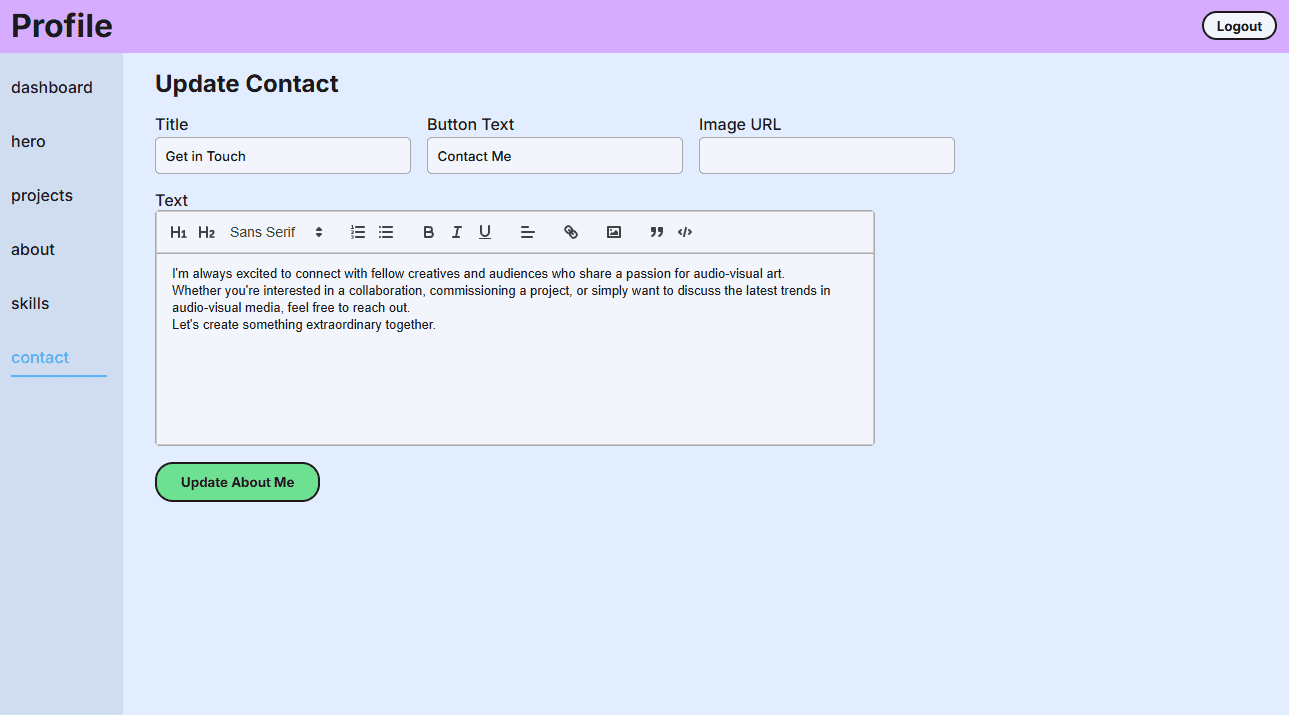 Profile
Logout
dashboard
hero
projects
about
skills
contact
Update Contact
Title
Button Text
Image URL
Get in Touch
Contact Me
Text
H1 H2 Sans Serif B I U
I'm always excited to connect with fellow creatives and audiences who share a passion for audio-visual art.
Whether you're interested in a collaboration, commissioning a project, or simply want to discuss the latest trends in
audio-visual media, feel free to reach out.
Let's create something extraordinary together.
Update About Me